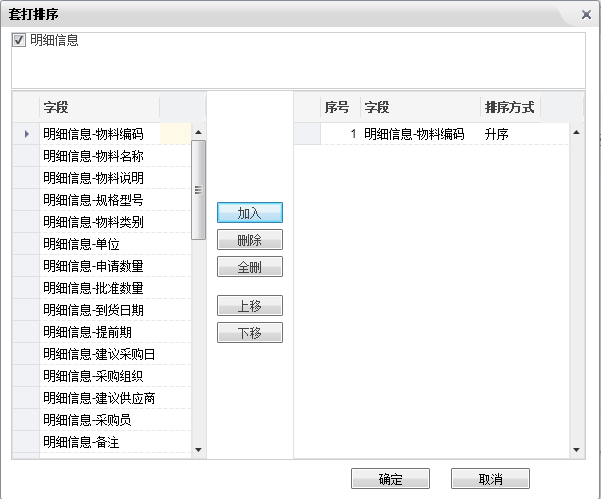 套打排序
明细信息
字段
明细信息-物料编码
明细信息-物料名称
明细信息-物料说明
明细信息-规格型号
明细信息-物料类别
明细信息-单位
明细信息-申请数量
明细信息-批准数量
明细信息-到货日期
明细信息-提前期
明细信息-建议采购日
明细信息-采购组织
明细信息-建议供应商
明细信息-采购员
明细信息-备注
加入
删除
全删
上移
下移
序号 字段 排序方式
1 明细信息-物料编码 升序
确定 取消